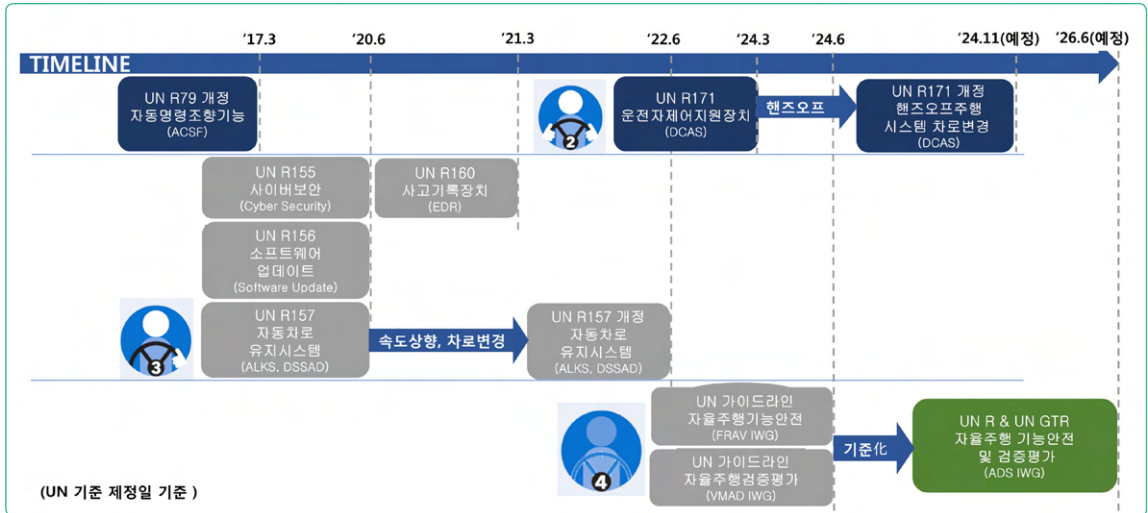 '17.3
'20.6
'21.3
'22.6
'24.3
'24.6
'24.11(예정)
'26.6(예정)
TIMELINE
UN R79 개정
자동명령조향기능
(ACSF)
2
UN R171
운전자제어지원장치
(DCAS)
핸즈오프
UN R171 개정
핸즈오프주행
시스템 차로변경
(DCAS)
UN R155
사이버보안
(Cyber Security)
UN R160
사고기록장치
(EDR)
UN R156
소프트웨어
업데이트
(Software Update)
3
UN R157
자동차로
유지시스템
(ALKS, DSSAD)
속도상향, 차로변경
UN R157 개정
자동차로
유지시스템
(ALKS, DSSAD)
4
UN 가이드라인
자율주행기능안전
(FRAV IWG)
UN 가이드라인
자율주행검증평가
(VMAD IWG)
기준化
UN R & UN GTR
자율주행 기능안전
및 검증평가
(ADS IWG)
(UN 기준 제정일 기준 )